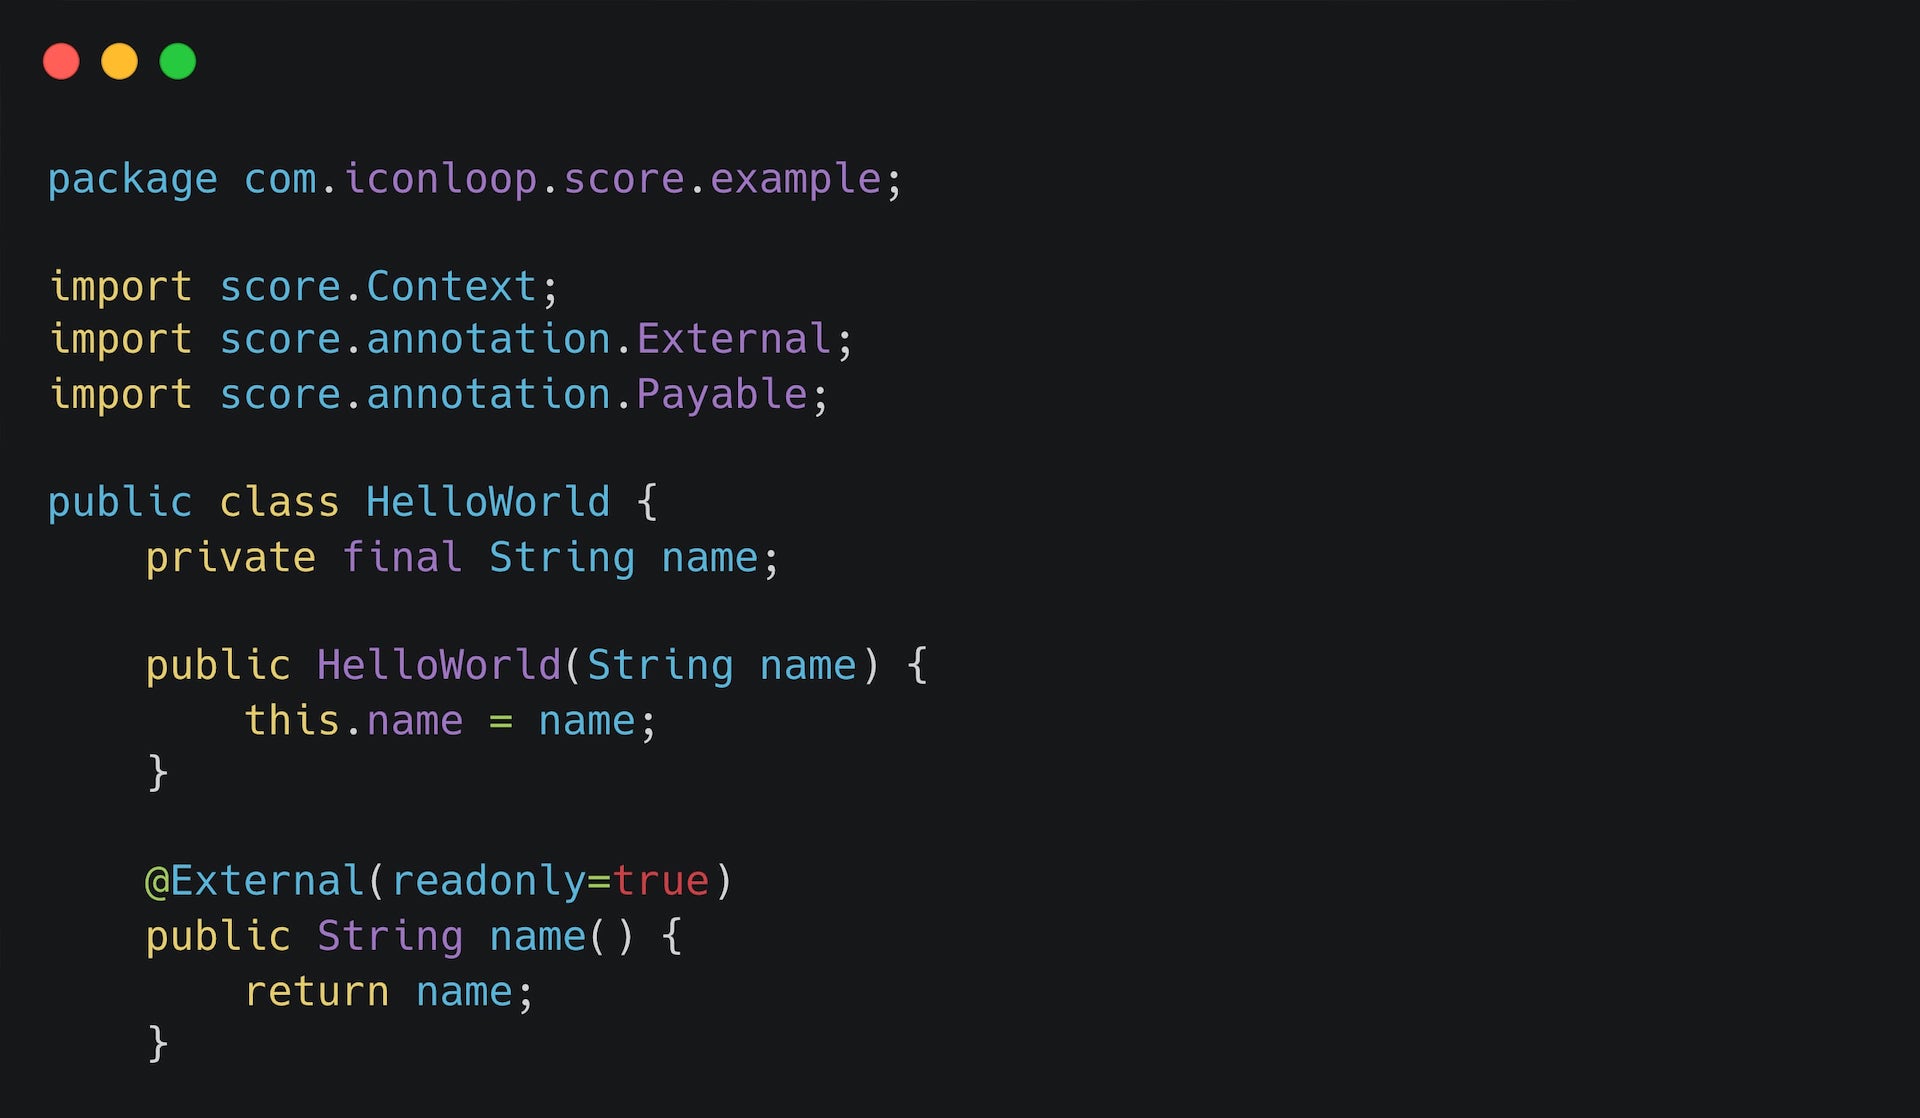 package com.iconloop.score.example;

import score.Context;
import score.annotation.External;
import score.annotation.Payable;

public class HelloWorld {
    private final String name;

    public HelloWorld(String name) {
        this.name = name;
    }

    @External(readonly=true)
    public String name() {
        return name;
    }